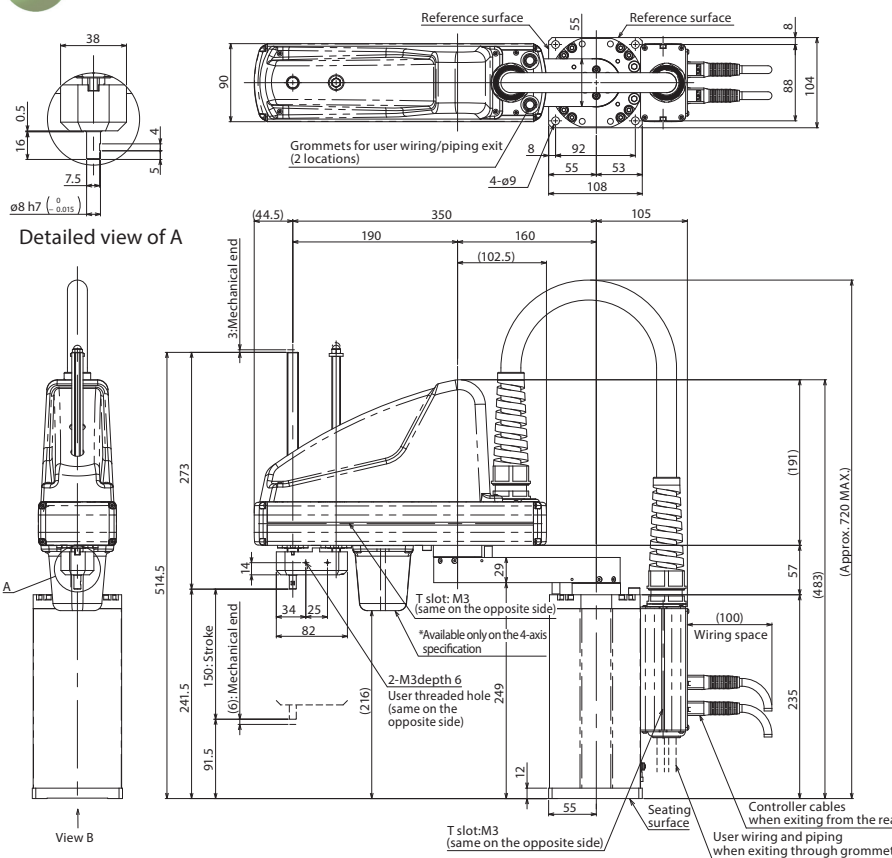 38
0.5
16
4
5
7.5
ø8 h7 ( 0 − 0.015 )
Detailed view of A
Reference surface
55
Reference surface
8
90
88
104
Grommets for user wiring/piping exit
(2 locations)
8
92
4-ø9
55
53
108
(44.5)
350
105
190
160
(102.5)
3:Mechanical end
273
514.5
(191)
(Approx. 720 MAX.)
(483)
57
A
14
29
34
25
82
T slot: M3
(same on the opposite side)
*Available only on the 4-axis
specification
(100)
Wiring space
150: Stroke
(6): Mechanical end
241.5
91.5
(216)
2-M3depth 6
User threaded hole
(same on the
opposite side)
249
235
12
55
View B
Seating
surface
T slot:M3
(same on the opposite side)
Controller cables
when exiting from the rea
User wiring and piping
when exiting through grommet